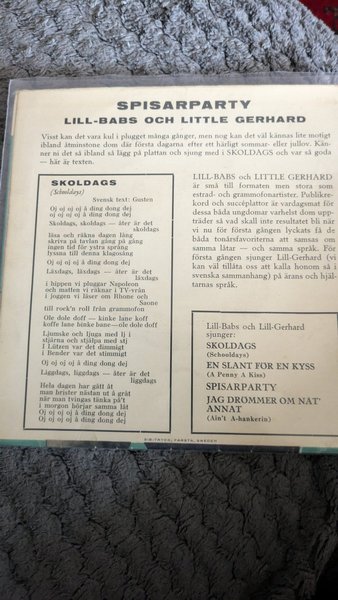 SPISARPARTY
LILL-BABS OCH LITTLE GERHARD
Visst kan det vara kul i plugget många gånger, men nog kan det väl kännas lite motigt
ibland åtminstone dom där första dagarna efter ett härligt sommar- eller jullov. Kän-
ner ni det så ibland så lägg på plattan och sjung med i SKOLDAGS och var så goda
— här är texten.
SKOLDAGS
(Schooldays)
Svensk text: Gusten
Oj oj oj oj å ding dong dej
oj oj oj oj å ding dong dej
Skoldags, skoldags — åter är det
skoldags
läsa och räkna dagen lång
skriva på tavlan gång på gång
ingen tid för ystra språng
lyssna till denna klagosång
Oj oj oj oj å ding dong dej
Läxdags, läxdags — åter är det
läxdags
i hippen vi pluggar Napoleon
och matten vi räknar i TV-vrån
i joggen vi läser om Rhone och
Saone
till rock'n roll från grammofon
Ole dole doff — kinke lane koff
koffe lane binke bane — ole dole doff
Ljumske och ljuga med lj i
stjärna och stjälpa med stj
I Lützen var det dimmigt
i Bender var det stimmigt
Oj oj oj oj å ding dong dej
Liggdags, liggdags — åter är det
liggdags
Hela dagen har gått åt
man brister nästan ut å gråt
när man tvingas tänka på't
i morgon börjar samma låt
Oj oj oj oj å ding dong dej
Oj oj oj oj å ding dong dej
LILL-BABS och LITTLE GERHARD
är små till formaten men stora som
estrad- och grammofonartister. Publikre-
kord och succéplattor är vardagsmat för
dessa båda ungdomar varhelst dom upp-
träder så vad skall inte resultatet bli när
vi nu för första gången lyckats få de
båda tonårsfavoriterna att samsas om
samma låtar — och samma språk. För
första gången sjunger Lill-Gerhard (vi
kan väl tillåta oss att kalla honom så i
svenska sammanhang) på ärans och hjäl-
tarnas språk.
Lill-Babs och Lill-Gerhard
sjunger:
SKOLDAGS
(Schooldays)
EN SLANT FÖR EN KYSS
(A Penny A Kiss)
SPISARPARTY
JAG DRÖMMER OM NAT'
ANNAT
(Ain't A-hankerin)
SIB-TRYCK, FARSTA, SWEDEN